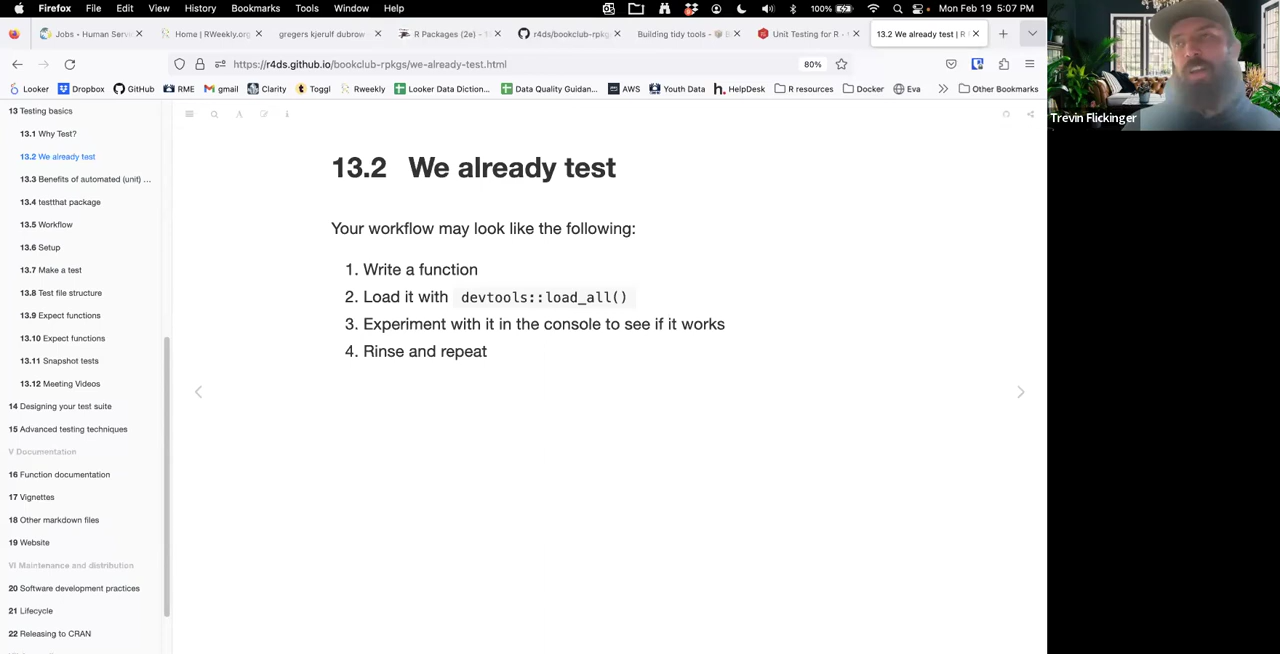 Firefox File Edit View History Bookmarks Tools Window Help 100% Mon Feb 19 5:07 PM
Jobs - Human Serv
Home | RWeekly.org
gregers kjerulf dubrow
R Packages (2e) -
r4ds/bookclub-rpkg
Building tidy tools -
Unit Testing for R -
13.2 We already test |
https://r4ds.github.io/bookclub-rpkgs/we-already-test.html
80%
Looker Dropbox GitHub RME gmail Clarity Toggl Rweekly Looker Data Diction... Data Quality Guidan... AWS Youth Data HelpDesk R resources Docker Eva Other Bookmarks
13 Testing basics
13.1 Why Test?
13.2 We already test
13.3 Benefits of automated (unit) ...
13.4 testthat package
13.5 Workflow
13.6 Setup
13.7 Make a test
13.8 Test file structure
13.9 Expect functions
13.10 Expect functions
13.11 Snapshot tests
13.12 Meeting Videos
14 Designing your test suite
15 Advanced testing techniques
V Documentation
16 Function documentation
17 Vignettes
18 Other markdown files
19 Website
VI Maintenance and distribution
20 Software development practices
21 Lifecycle
22 Releasing to CRAN
13.2 We already test
Your workflow may look like the following:
1. Write a function
2. Load it with devtools::load_all()
3. Experiment with it in the console to see if it works
4. Rinse and repeat
Trevin Flickinger